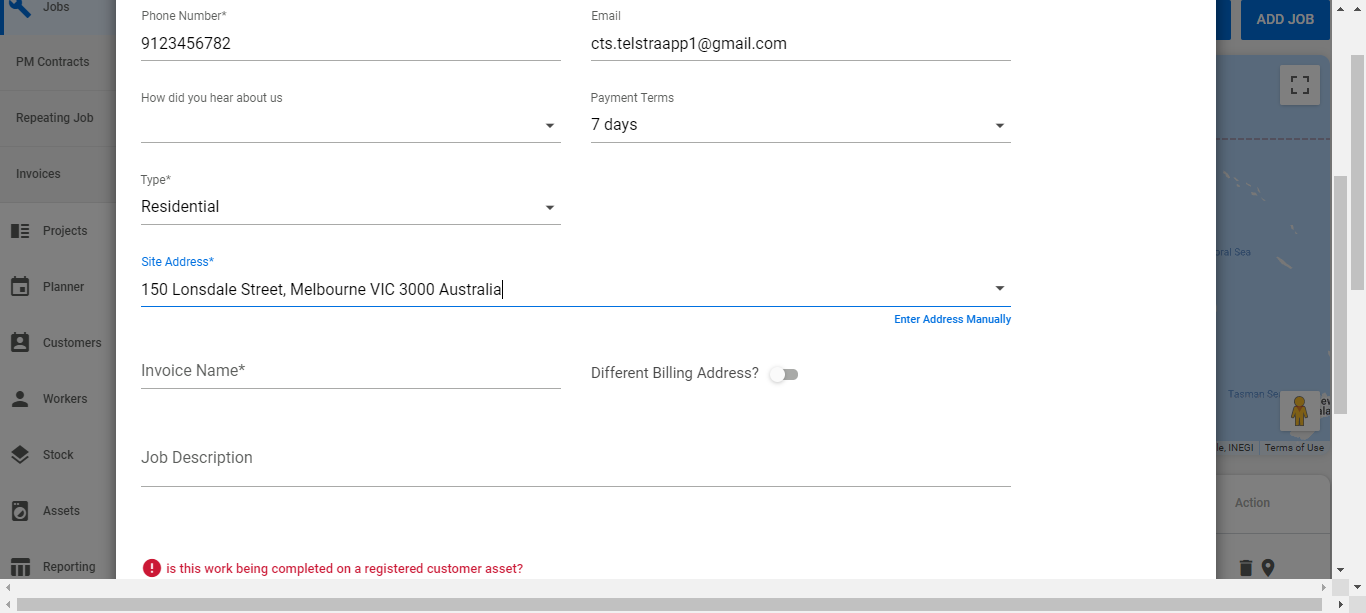 Jobs
PM Contracts
Repeating Job
Invoices
Projects
Planner
Customers
Workers
Stock
Assets
Reporting
Phone Number*
9123456782
Email
cts.telstraapp1@gmail.com
How did you hear about us
Payment Terms
7 days
Type*
Residential
Site Address*
150 Lonsdale Street, Melbourne VIC 3000 Australia
Enter Address Manually
Invoice Name*
Different Billing Address?
Job Description
is this work being completed on a registered customer asset?
ADD JOB
oral Sea
Tasman Se
INEGI
Terms of Use
Action